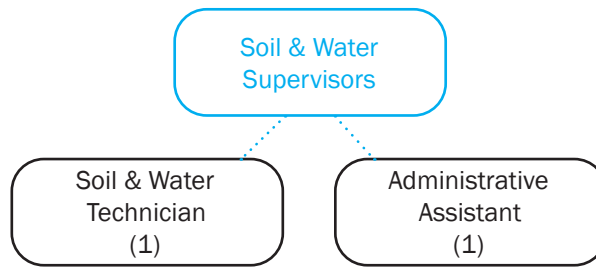 Soil & Water
Supervisors
Soil & Water
Technician
(1)
Administrative
Assistant
(1)